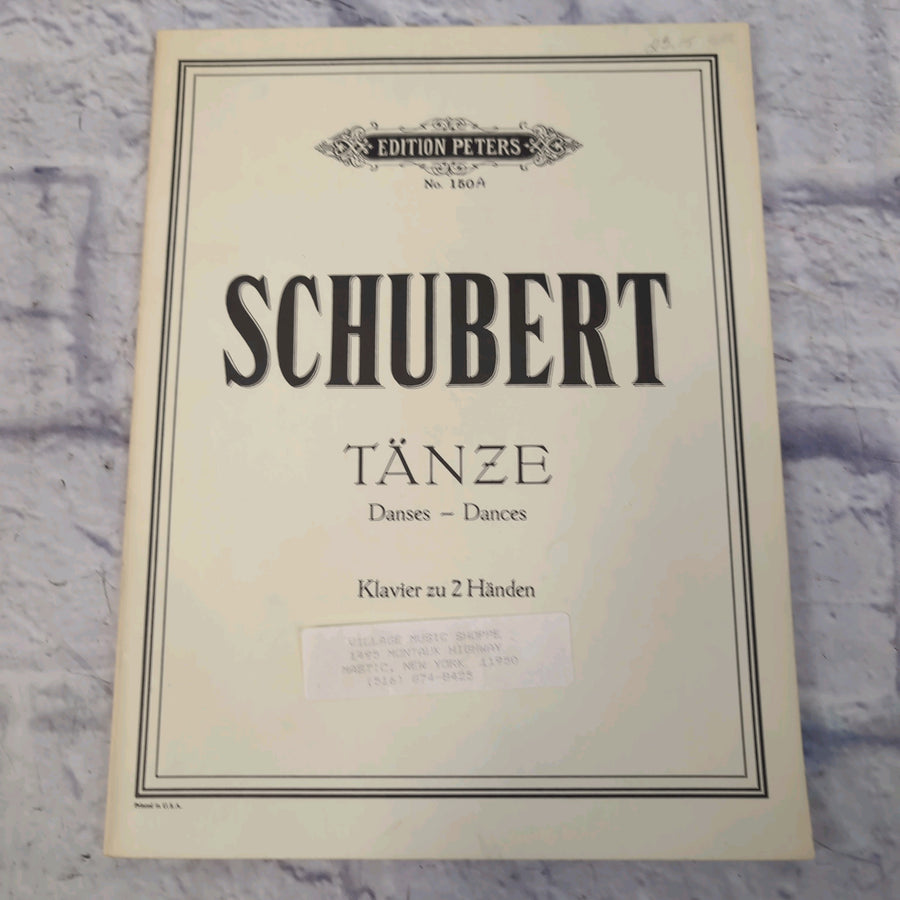 EDITION PETERS
No. 150A
SCHUBERT
TÄNZE
Danses – Dances
Klavier zu 2 Händen
VILLAGE MUSIC SHOPPE
1495 MONTAUK HIGHWAY
MASTIC, NEW YORK, 11950
(516) 874-8425
Printed in U.S.A.